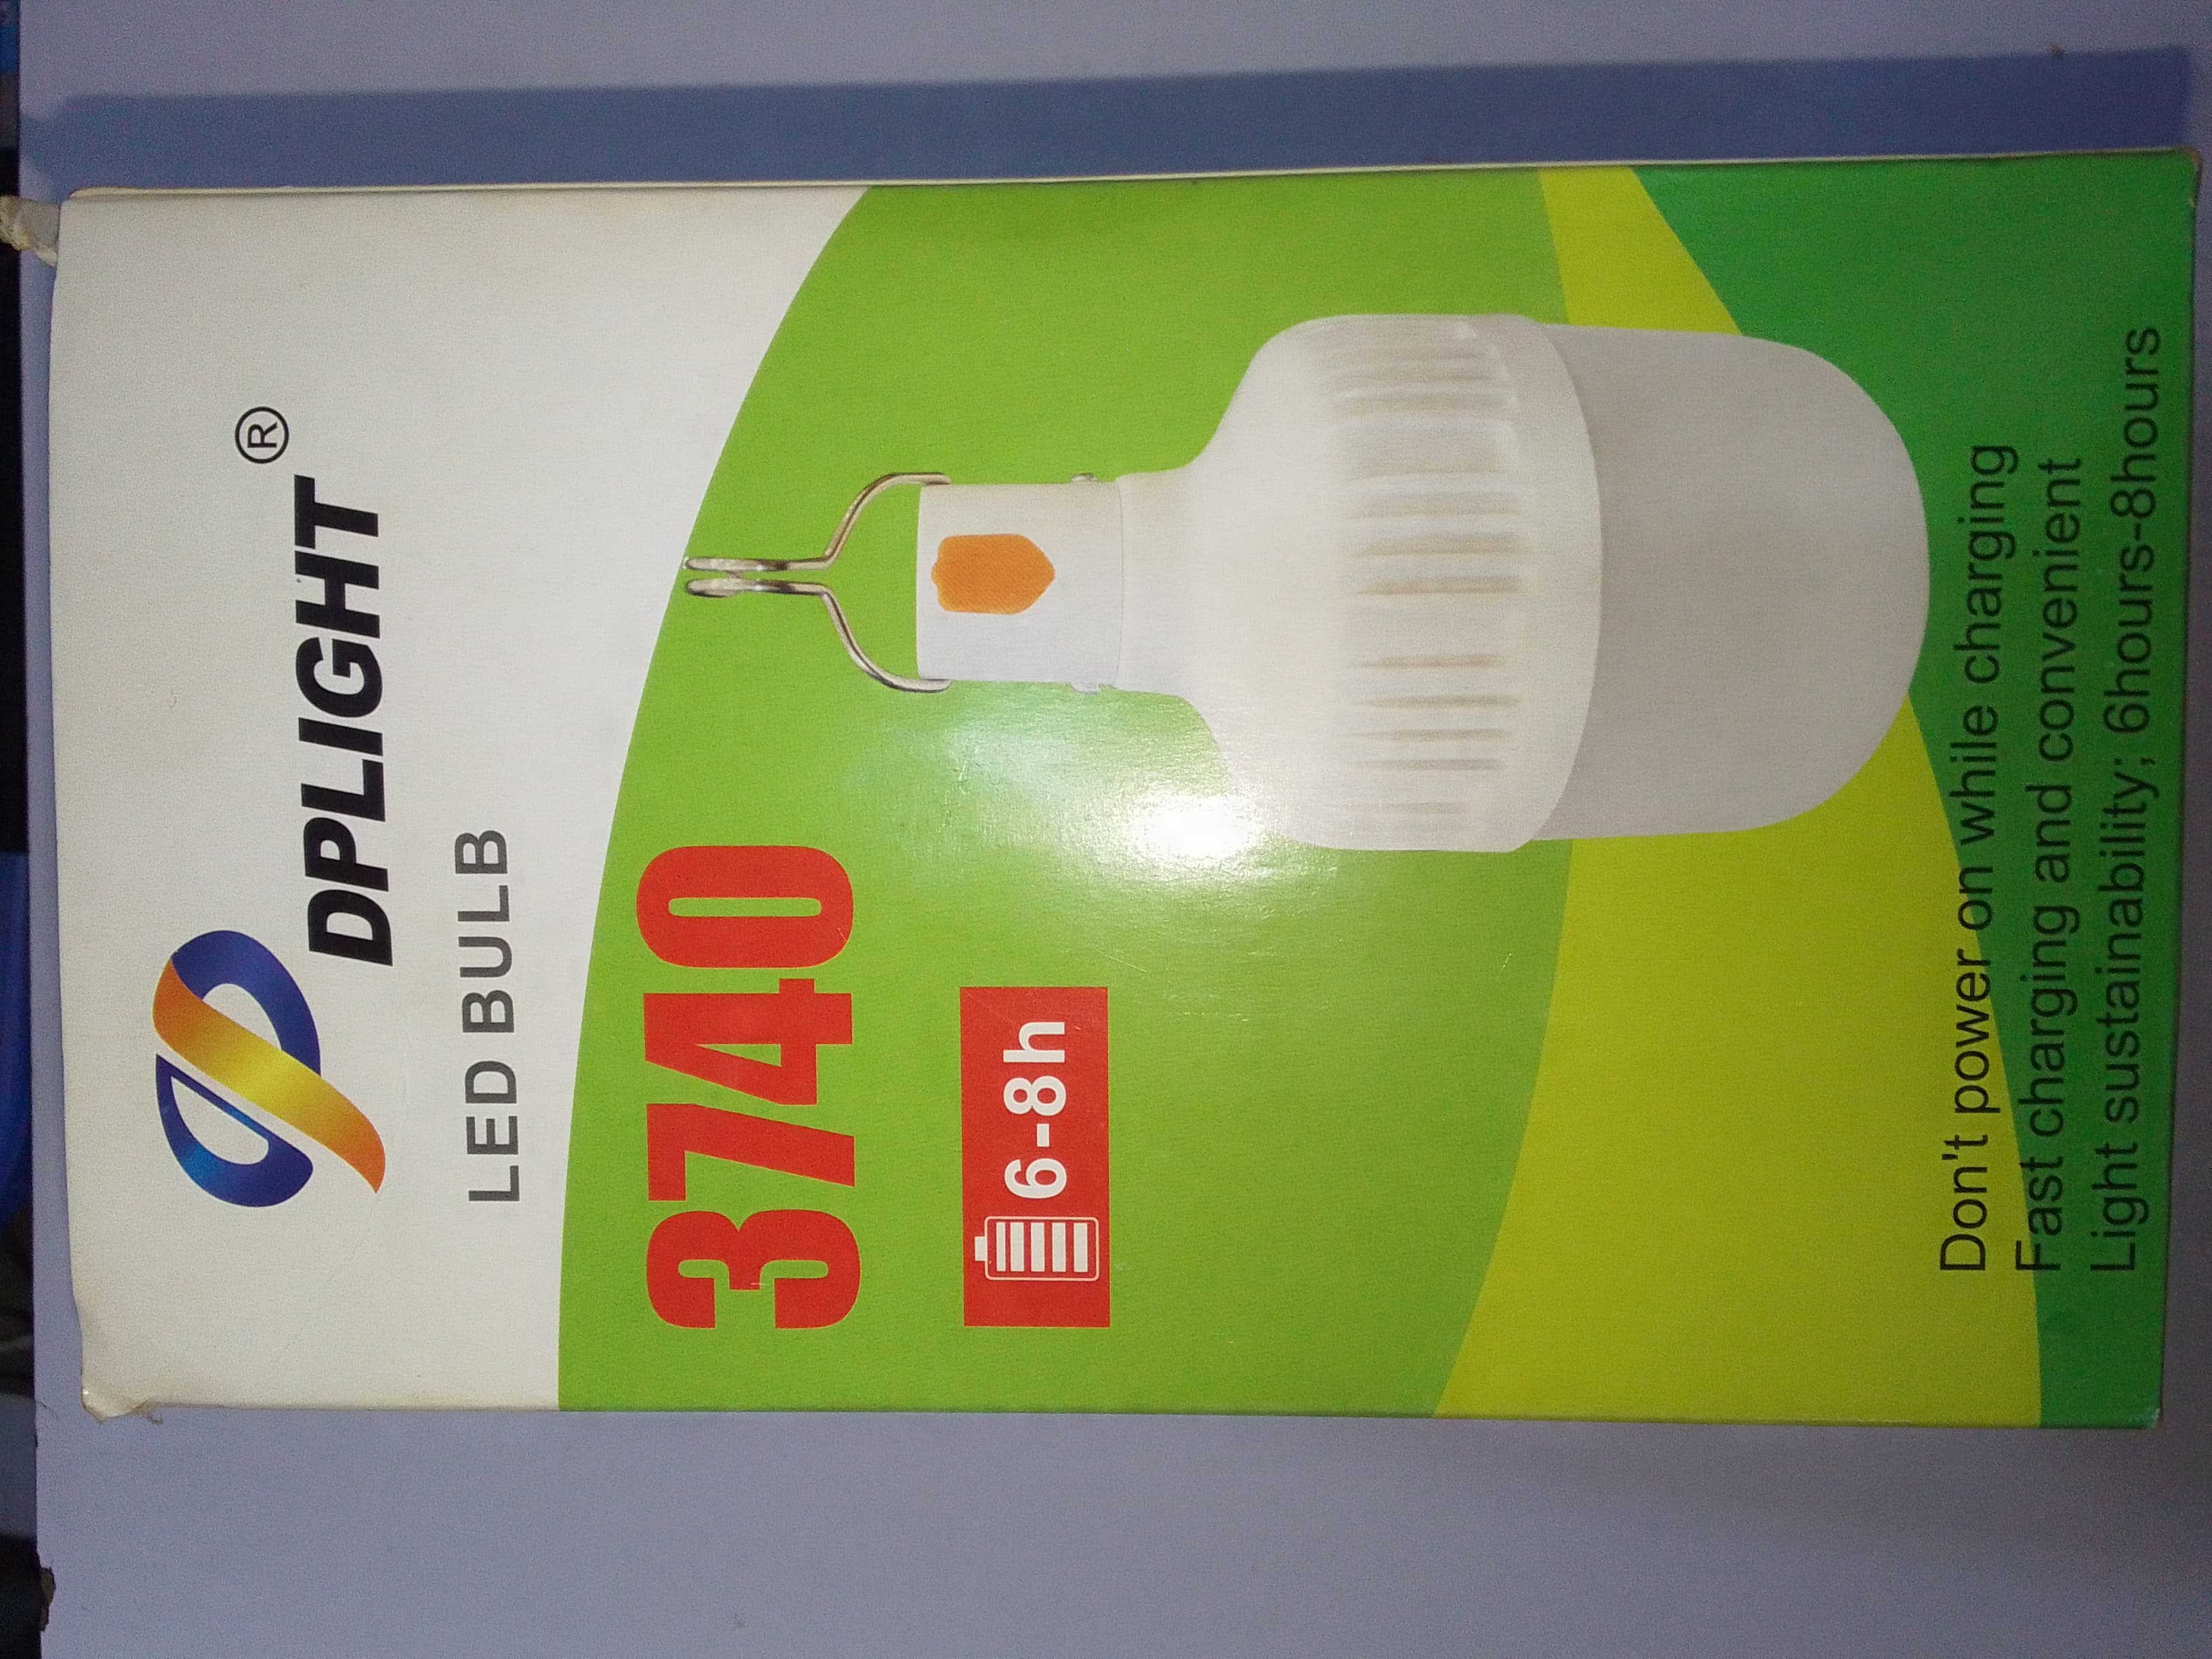 DPLIGHT®
LED BULB
3740
6-8h
Don't power on while charging
Fast charging and convenient
Light sustainability; 6hours-8hours